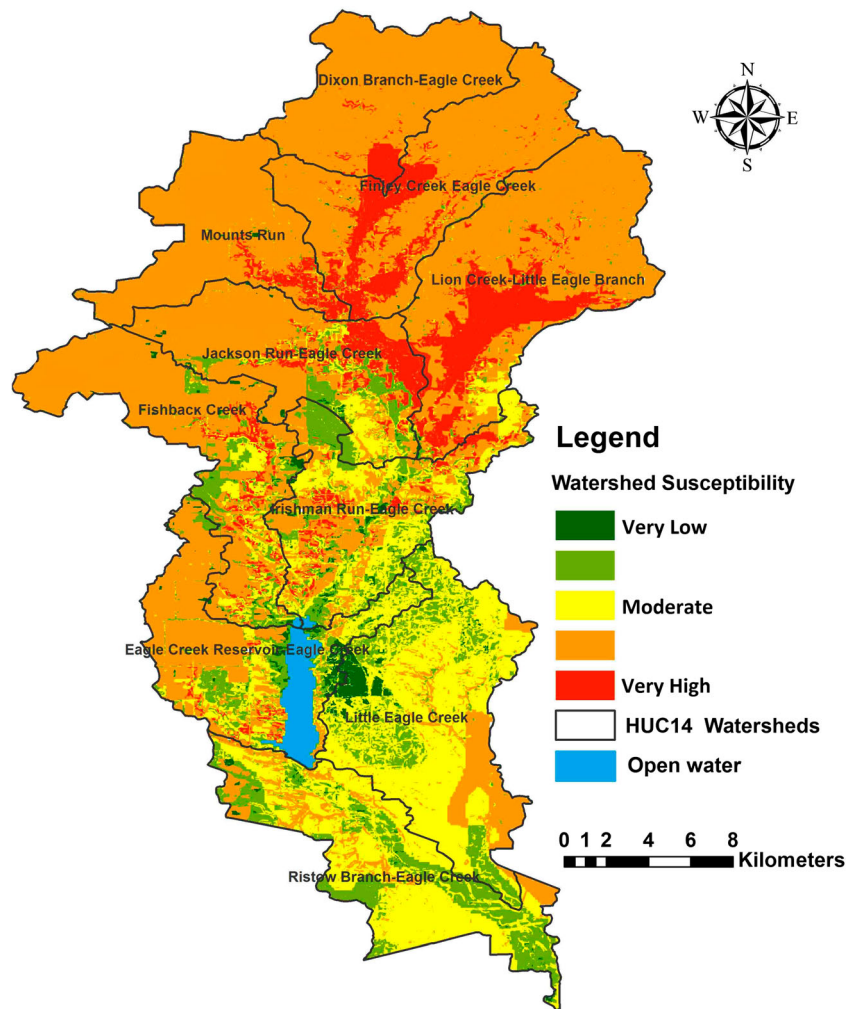 Dixon Branch-Eagle Creek
N
W E
S
Finley Creek Eagle Creek
Mounts Run
Lion Creek-Little Eagle Branch
Jackson Run-Eagle Creek
Fishback Creek
Irishman Run-Eagle Creek
Eagle Creek Reservoir-Eagle Creek
Little Eagle Creek
Ristow Branch-Eagle Creek
Legend
Watershed Susceptibility
Very Low
Moderate
Very High
HUC14 Watersheds
Open water
0 1 2 4 6 8
Kilometers